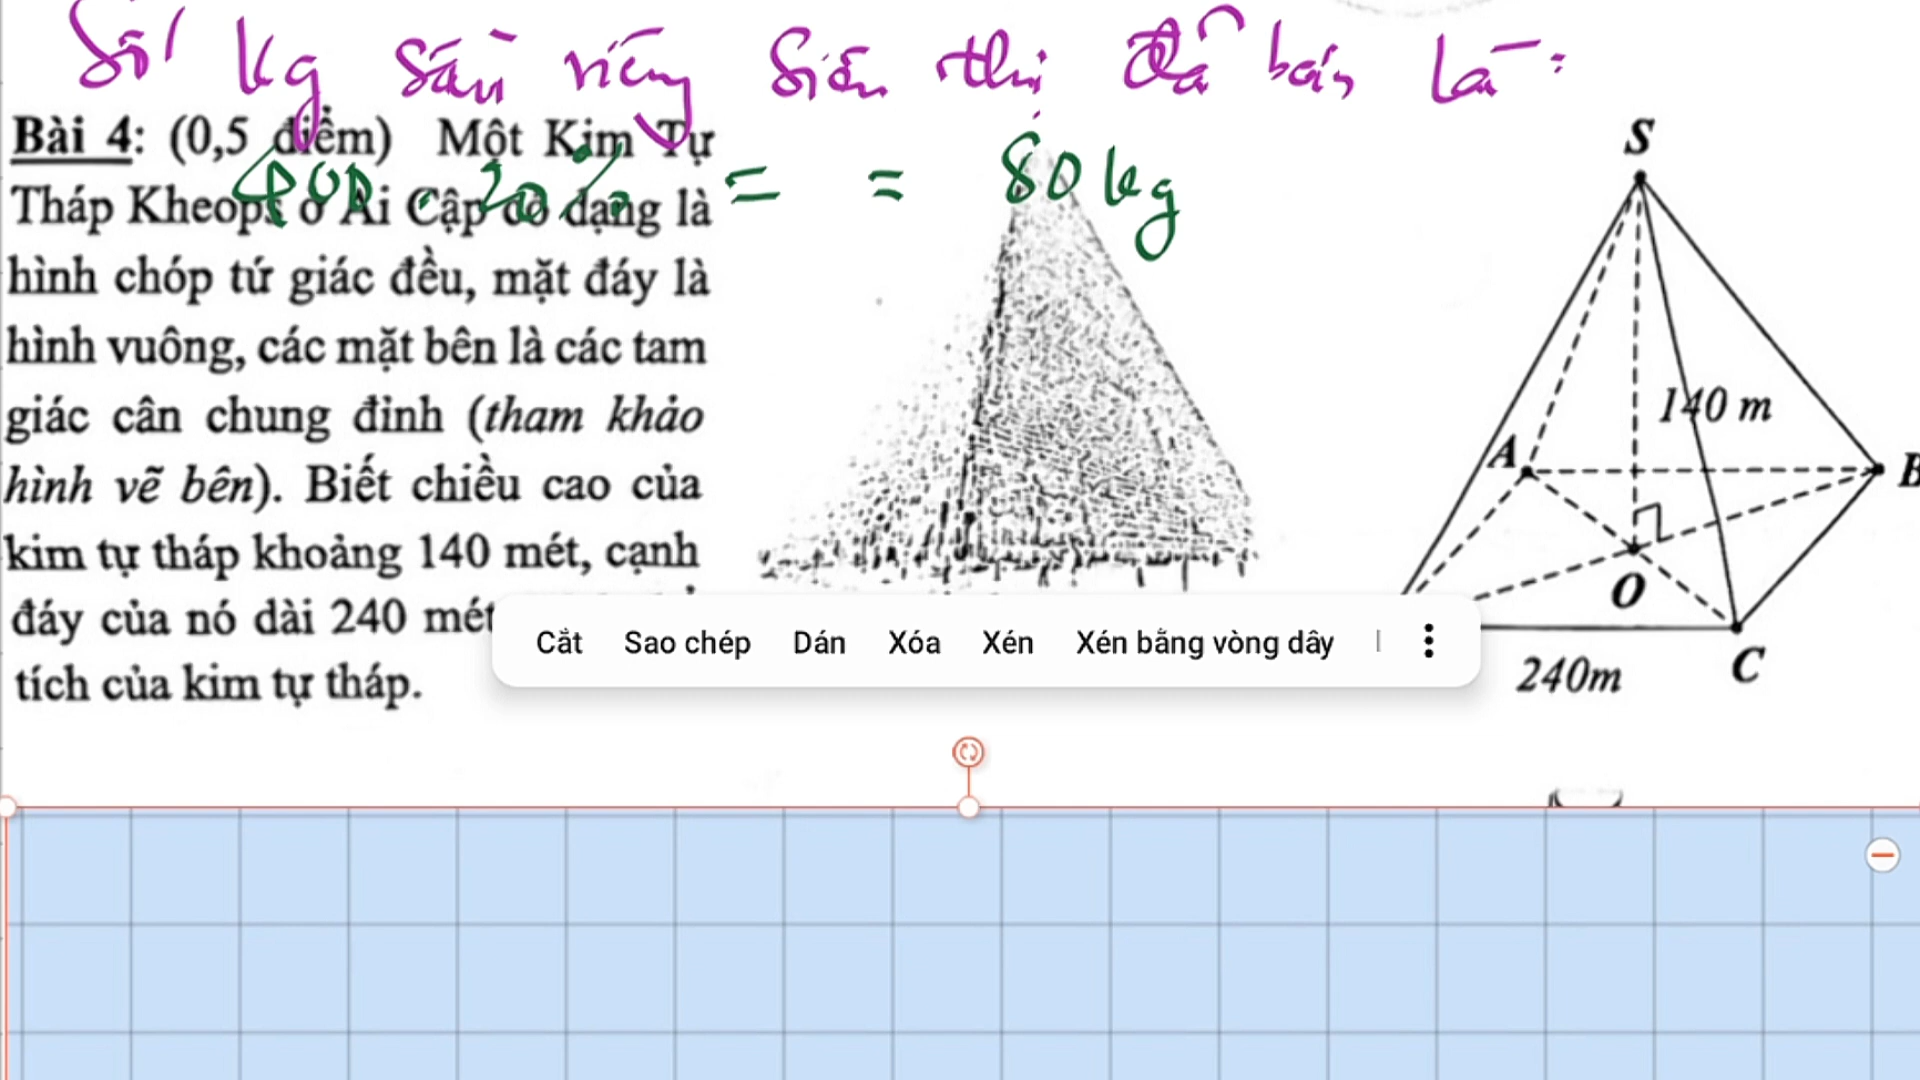 Số kg sầu riêng siêu thị đã bán là:
400 . 20% = = 80 kg
Bài 4: (0,5 điểm) Một Kim Tự
Tháp Kheops ở Ai Cập có dạng là
hình chóp tứ giác đều, mặt đáy là
hình vuông, các mặt bên là các tam
giác cân chung đỉnh (tham khảo
hình vẽ bên). Biết chiều cao của
kim tự tháp khoảng 140 mét, cạnh
đáy của nó dài 240 mét
tích của kim tự tháp.
S
140 m
A
B
O
C
240m
Cắt Sao chép Dán Xóa Xén Xén bằng vòng dây